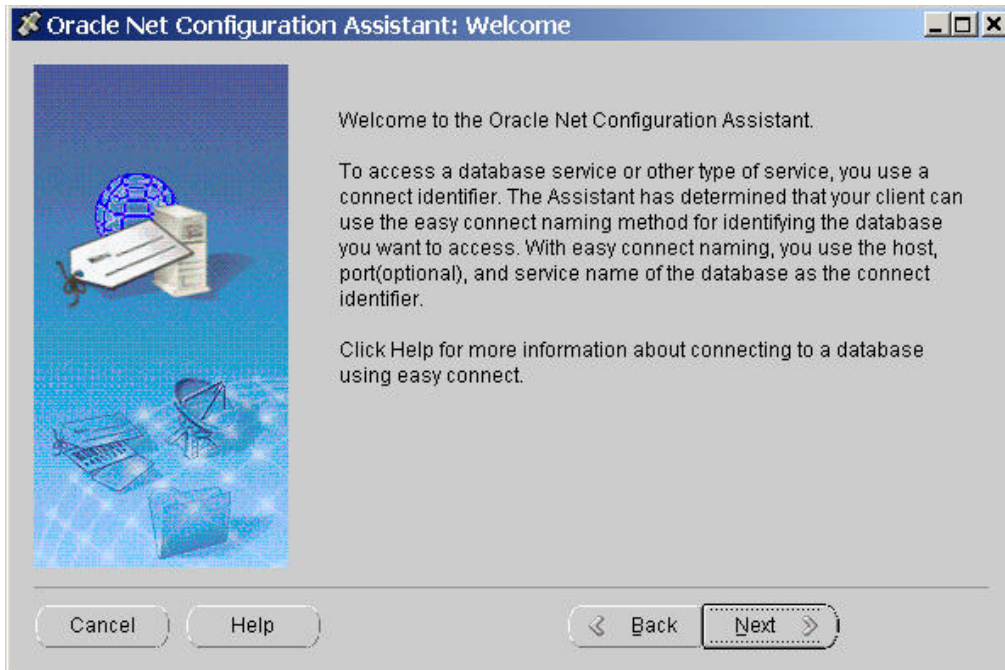 Oracle Net Configuration Assistant: Welcome
Welcome to the Oracle Net Configuration Assistant.
To access a database service or other type of service, you use a
connect identifier. The Assistant has determined that your client can
use the easy connect naming method for identifying the database
you want to access. With easy connect naming, you use the host,
port(optional), and service name of the database as the connect
identifier.
Click Help for more information about connecting to a database
using easy connect.
Cancel Help Back Next